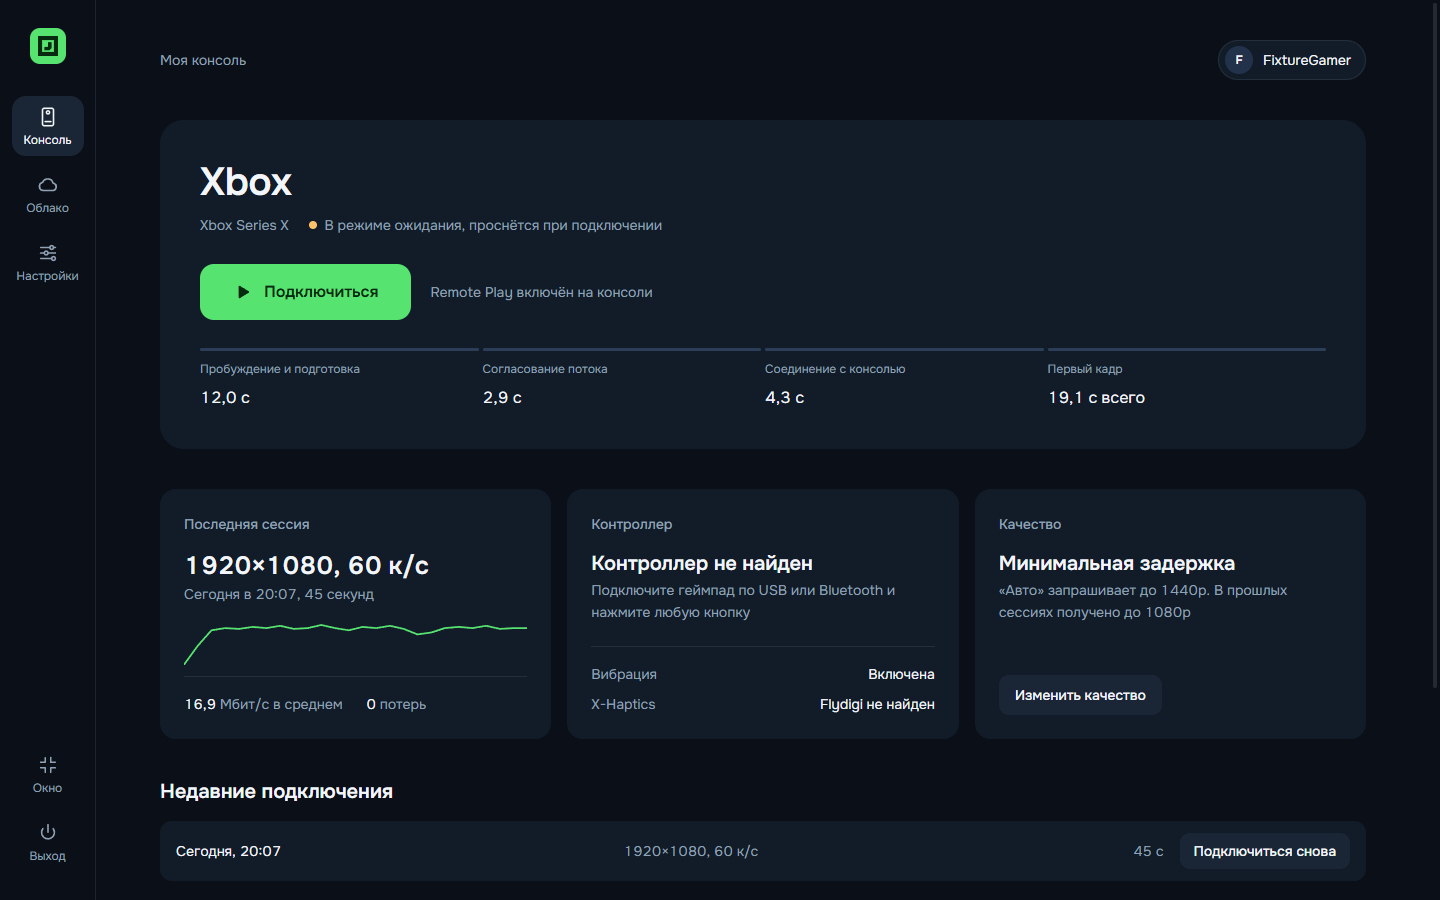 Моя консоль
F FixtureGamer
Консоль
Облако
Настройки
Окно
Выход
Xbox
Xbox Series X В режиме ожидания, проснётся при подключении
Подключиться Remote Play включён на консоли
Пробуждение и подготовка
12,0 с
Согласование потока
2,9 с
Соединение с консолью
4,3 с
Первый кадр
19,1 с всего
Последняя сессия
1920×1080, 60 к/с
Сегодня в 20:07, 45 секунд
16,9 Мбит/с в среднем 0 потерь
Контроллер
Контроллер не найден
Подключите геймпад по USB или Bluetooth и
нажмите любую кнопку
Вибрация Включена
X-Haptics Flydigi не найден
Качество
Минимальная задержка
«Авто» запрашивает до 1440p. В прошлых
сессиях получено до 1080p
Изменить качество
Недавние подключения
Сегодня, 20:07 1920×1080, 60 к/с 45 с Подключиться снова